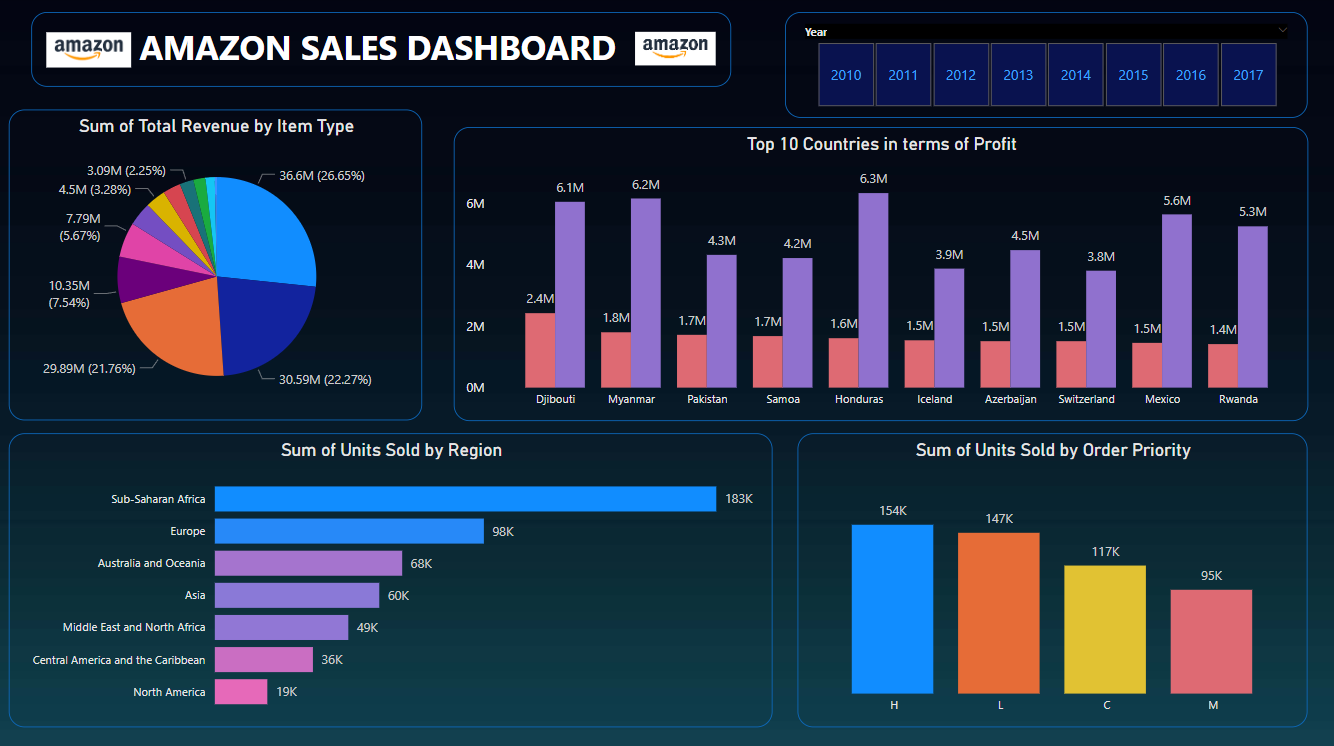 amazon AMAZON SALES DASHBOARD amazon
Year
2010 2011 2012 2013 2014 2015 2016 2017
Sum of Total Revenue by Item Type
3.09M (2.25%)
36.6M (26.65%)
4.5M (3.28%)
7.79M
(5.67%)
10.35M
(7.54%)
29.89M (21.76%)
30.59M (22.27%)
Top 10 Countries in terms of Profit
6M
4M
2M
0M
2.4M 6.1M 1.8M 6.2M 1.7M 4.3M 1.7M 4.2M 1.6M 6.3M 1.5M 3.9M 1.5M 4.5M 1.5M 3.8M 1.5M 5.6M 1.4M 5.3M
Djibouti Myanmar Pakistan Samoa Honduras Iceland Azerbaijan Switzerland Mexico Rwanda
Sum of Units Sold by Region
Sub-Saharan Africa 183K
Europe 98K
Australia and Oceania 68K
Asia 60K
Middle East and North Africa 49K
Central America and the Caribbean 36K
North America 19K
Sum of Units Sold by Order Priority
154K 147K 117K 95K
H L C M